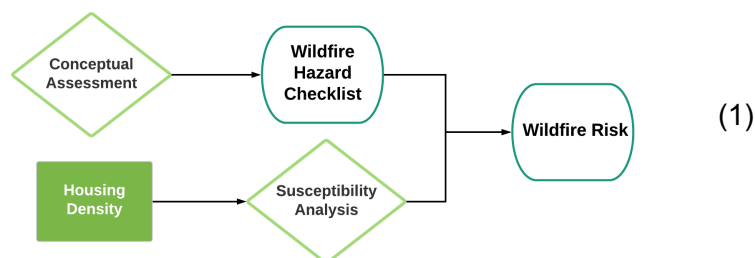 Conceptual
Assessment
Wildfire
Hazard
Checklist
Wildfire Risk
(1)
Housing
Density
Susceptibility
Analysis